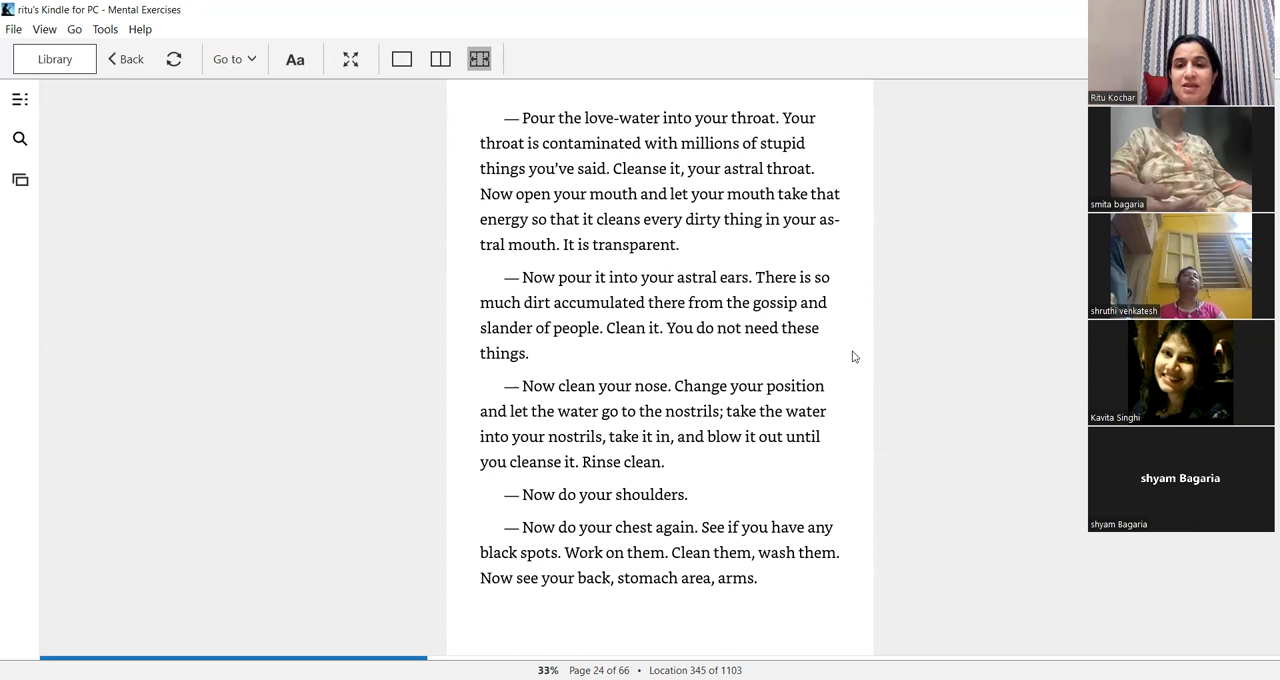 ritu's Kindle for PC - Mental Exercises
File View Go Tools Help
Library Back Go to Aa
— Pour the love-water into your throat. Your
throat is contaminated with millions of stupid
things you've said. Cleanse it, your astral throat.
Now open your mouth and let your mouth take that
energy so that it cleans every dirty thing in your as-
tral mouth. It is transparent.
— Now pour it into your astral ears. There is so
much dirt accumulated there from the gossip and
slander of people. Clean it. You do not need these
things.
— Now clean your nose. Change your position
and let the water go to the nostrils; take the water
into your nostrils, take it in, and blow it out until
you cleanse it. Rinse clean.
— Now do your shoulders.
— Now do your chest again. See if you have any
black spots. Work on them. Clean them, wash them.
Now see your back, stomach area, arms.
33% Page 24 of 66 • Location 345 of 1103
Ritu Kochar
smita bagaria
shruthi venkatesh
Kavita Singhi
shyam Bagaria
shyam Bagaria